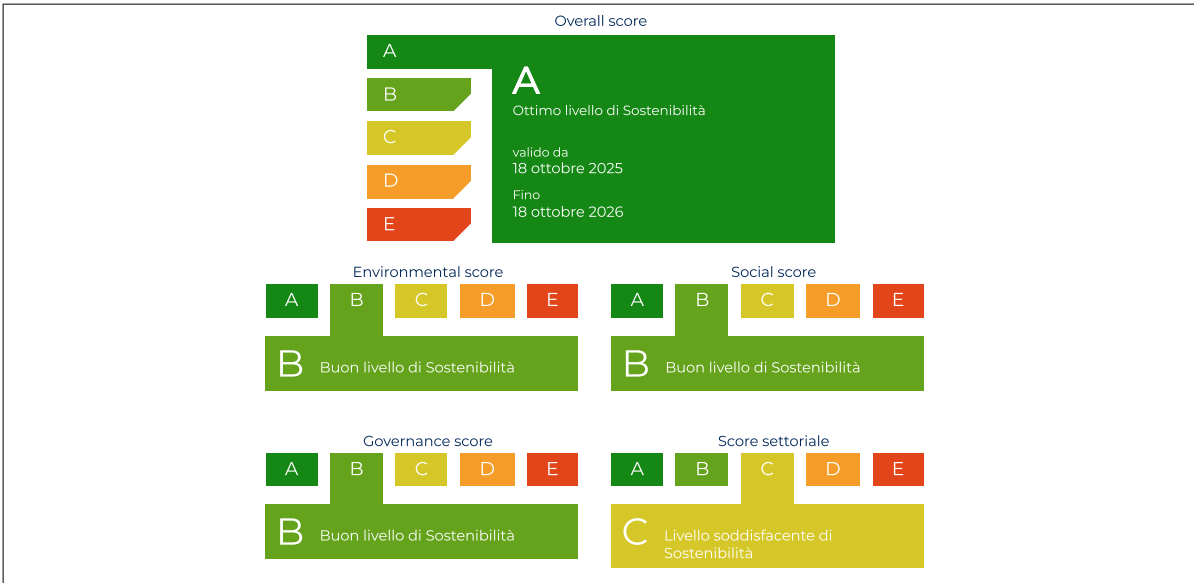 Overall score
A
B
C
D
E
A
Ottimo livello di Sostenibilità
valido da
18 ottobre 2025
Fino
18 ottobre 2026
Environmental score
A B C D E
B Buon livello di Sostenibilità
Social score
A B C D E
B Buon livello di Sostenibilità
Governance score
A B C D E
B Buon livello di Sostenibilità
Score settoriale
A B C D E
C Livello soddisfacente di
Sostenibilità